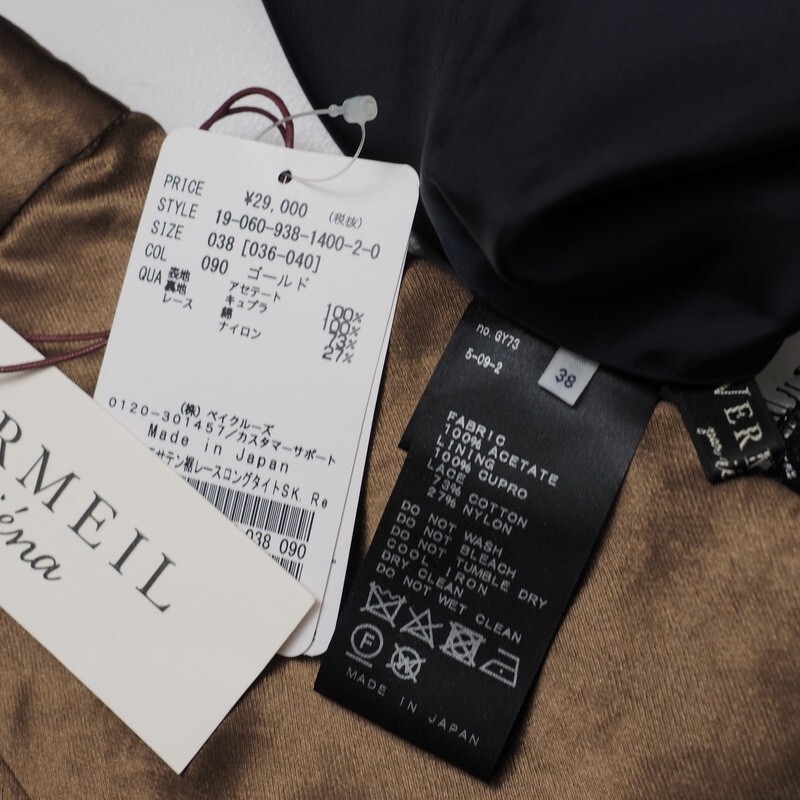 PRICE ¥29,000 (税抜)
STYLE 19-060-938-1400-2-0
SIZE 038 [036-040]
COL 090 ゴールド
QUA 表地 アセテート 100%
裏地 キュプラ 100%
レース 綿 73%
ナイロン 27%
(株) ベイクルーズ
0120-301457/カスタマーサポート
Made in Japan
サテン裾レースロングタイトSK. Re
038 090
RMEIL
iéna
no. GY73
5-09-2
38
FABRIC
100% ACETATE
LINING
100% CUPRO
LACE
73% COTTON
27% NYLON
DO NOT WASH
DO NOT BLEACH
DO NOT TUMBLE DRY
COOL IRON
DRY CLEAN
DO NOT WET CLEAN
F
W
MADE IN JAPAN
VERM